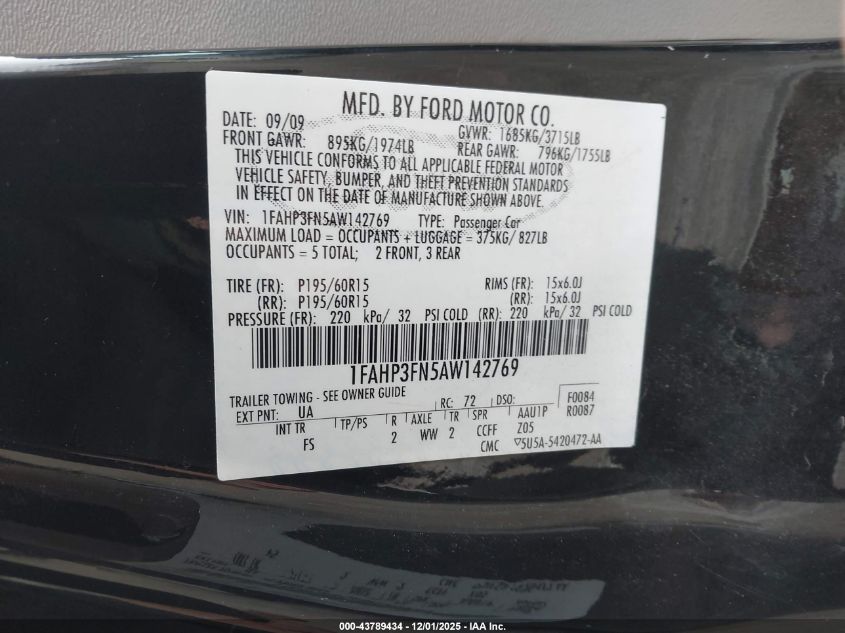 MFD. BY FORD MOTOR CO.
DATE: 09/09 GVWR: 1685KG/3715LB
FRONT GAWR: 895KG/1974LB REAR GAWR: 796KG/1755LB
THIS VEHICLE CONFORMS TO ALL APPLICABLE FEDERAL MOTOR
VEHICLE SAFETY, BUMPER, AND THEFT PREVENTION STANDARDS
IN EFFECT ON THE DATE OF MANUFACTURE SHOWN ABOVE.
VIN: 1FAHP3FN5AW142769 TYPE: Passenger Car
MAXIMUM LOAD = OCCUPANTS + LUGGAGE = 375KG/ 827LB
OCCUPANTS = 5 TOTAL; 2 FRONT, 3 REAR
TIRE (FR): P195/60R15 RIMS (FR): 15x6.0J
(RR): P195/60R15 (RR): 15x6.0J
PRESSURE (FR): 220 kPa/ 32 PSI COLD (RR): 220 kPa/ 32 PSI COLD
1FAHP3FN5AW142769
TRAILER TOWING - SEE OWNER GUIDE
EXT PNT: UA RC: 72 DSO: F0084
R0087
INT TR TP/PS R AXLE TR SPR AAU1P
FS 2 WW 2 CCFF Z05
CMC 5U5A-5420472-AA
000-43789434 - 12/01/2025 - IAA Inc.